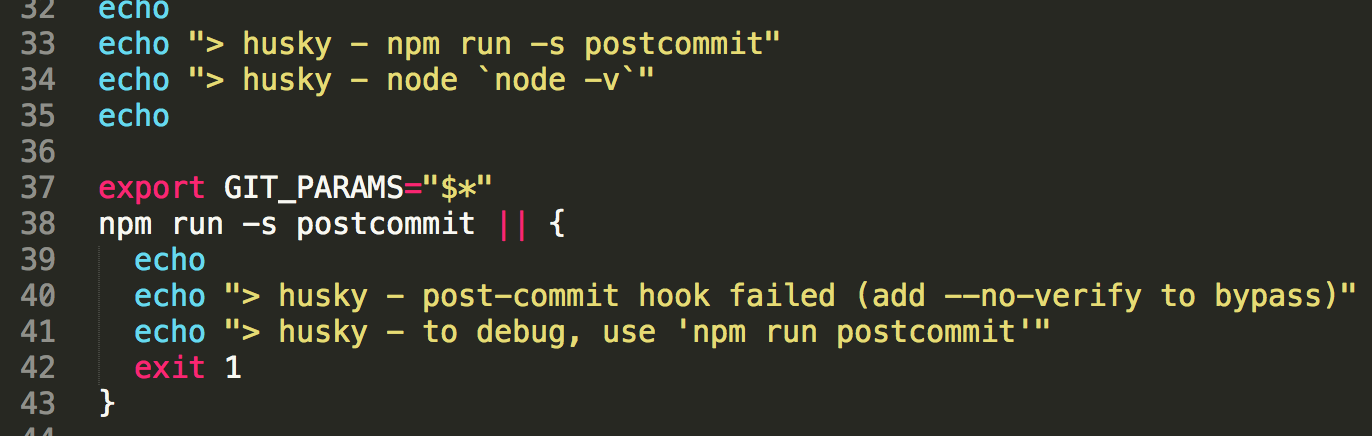 32 echo
33 echo "> husky - npm run -s postcommit"
34 echo "> husky - node `node -v`"
35 echo
36
37 export GIT_PARAMS="$*"
38 npm run -s postcommit || {
39   echo
40   echo "> husky - post-commit hook failed (add --no-verify to bypass)"
41   echo "> husky - to debug, use 'npm run postcommit'"
42   exit 1
43 }
44